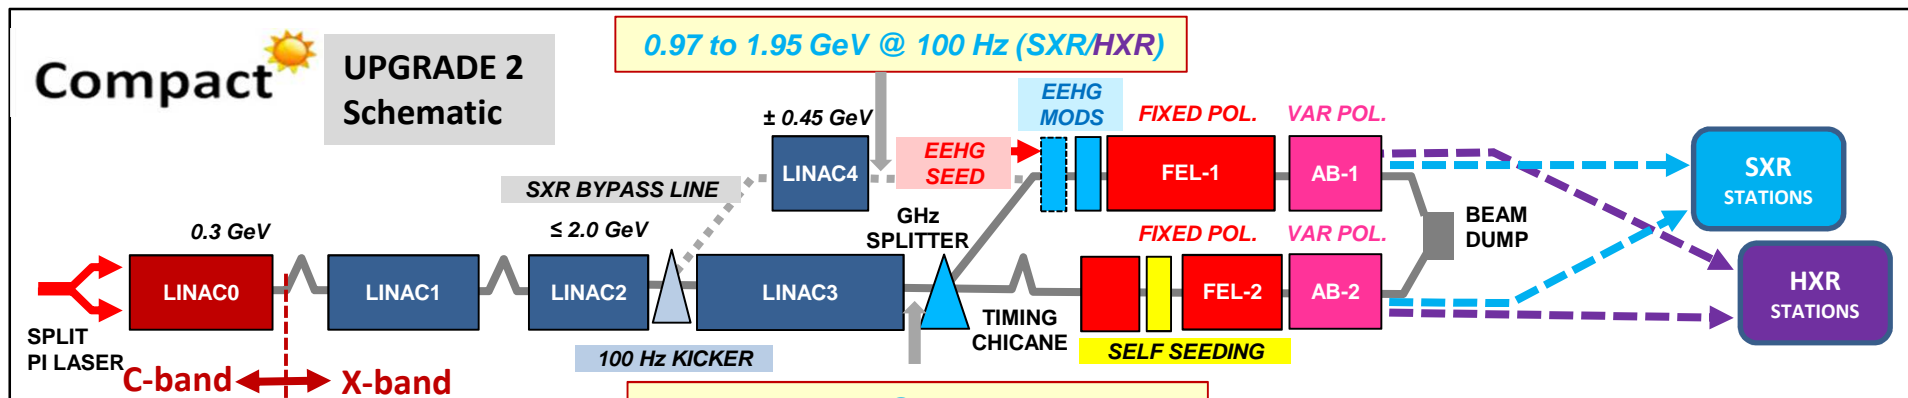 Compact
UPGRADE 2
Schematic
0.97 to 1.95 GeV @ 100 Hz (SXR/HXR)
± 0.45 GeV
LINAC4
EEHG
SEED
EEHG
MODS
FIXED POL.
VAR POL.
FEL-1
AB-1
SXR
STATIONS
SXR BYPASS LINE
0.3 GeV
≤ 2.0 GeV
GHz
SPLITTER
FIXED POL.
VAR POL.
BEAM
DUMP
LINAC0
LINAC1
LINAC2
LINAC3
FEL-2
AB-2
HXR
STATIONS
SPLIT
PI LASER
TIMING
CHICANE
100 Hz KICKER
SELF SEEDING
C-band
X-band